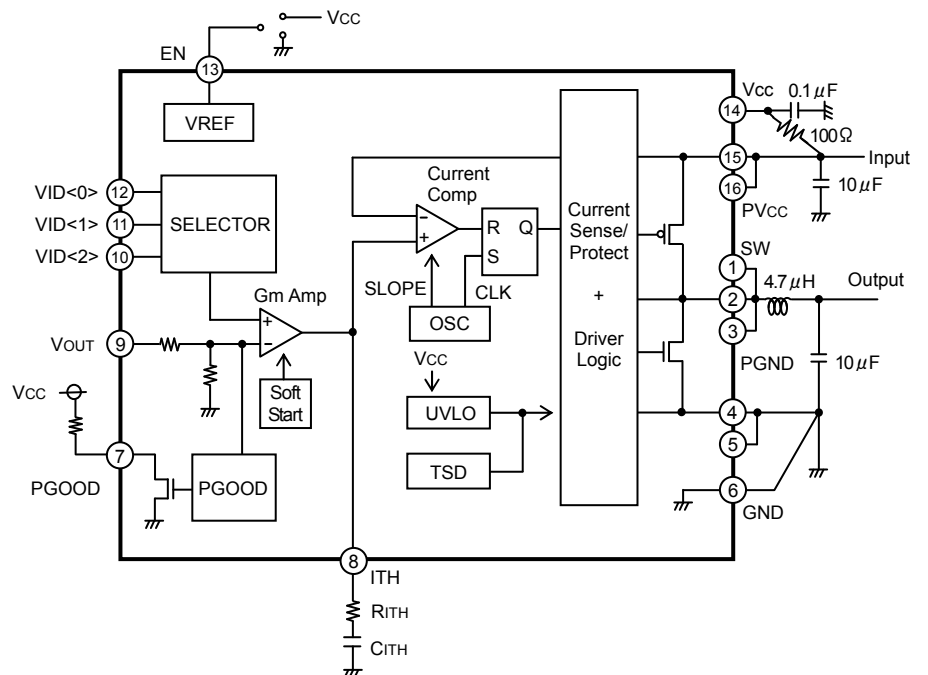 VCC
EN
13
VREF
VCC
0.1μF
14
100Ω
15
Input
16
10μF
PVCC
VID<0>
12
VID<1>
11
VID<2>
10
SELECTOR
Current
Comp
−
+
R
Q
S
SLOPE
CLK
OSC
Current
Sense/
Protect
+
Driver
Logic
SW
1
4.7μH
Output
2
3
PGND
10μF
Gm Amp
+
−
VOUT
9
Soft
Start
VCC
VCC
UVLO
TSD
4
5
6
GND
7
PGOOD
PGOOD
8
ITH
RITH
CITH